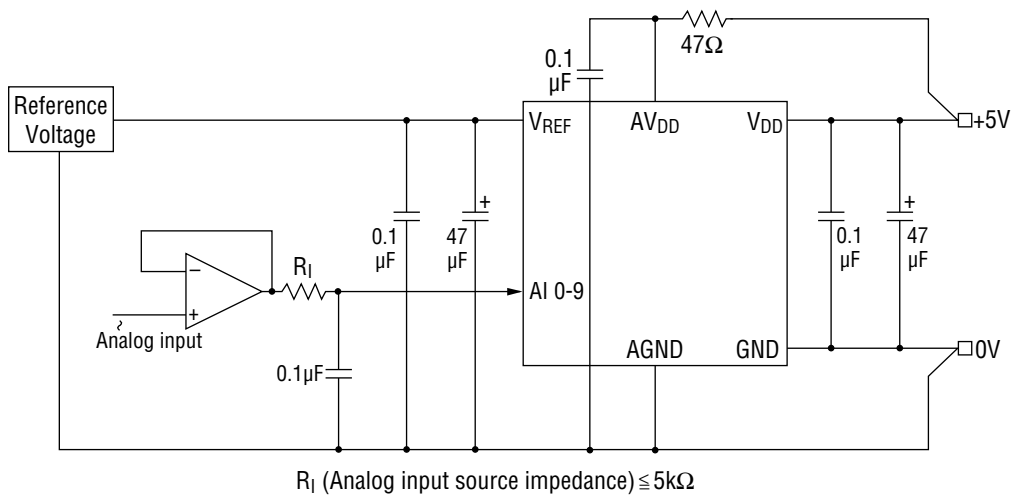 0.1
µF
47Ω
Reference
Voltage
V_REF
AV_DD
V_DD
+5V
+
+
0.1
µF
47
µF
0.1
µF
47
µF
R_I
−
+
Analog input
AI 0-9
0.1µF
AGND
GND
0V
R_I (Analog input source impedance) ≦ 5kΩ